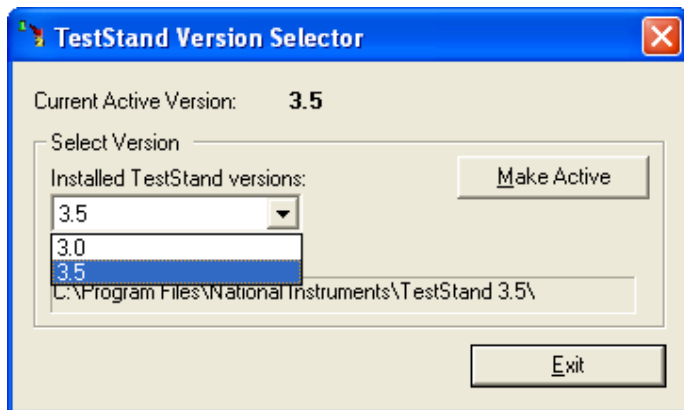 TestStand Version Selector
Current Active Version: 3.5
Select Version
Installed TestStand versions:
Make Active
3.5
3.0
3.5
C:\Program Files\National Instruments\TestStand 3.5\
Exit